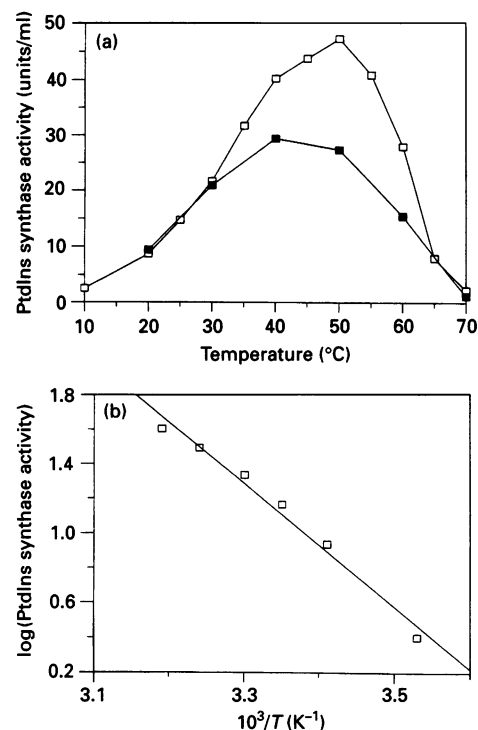 (a)
PtdIns synthase activity (units/ml)
50
40
30
20
10
0
10 20 30 40 50 60 70
Temperature (°C)
(b)
log(PtdIns synthase activity)
1.8
1.4
1.0
0.6
0.2
3.1 3.3 3.5
10³/T (K⁻¹)